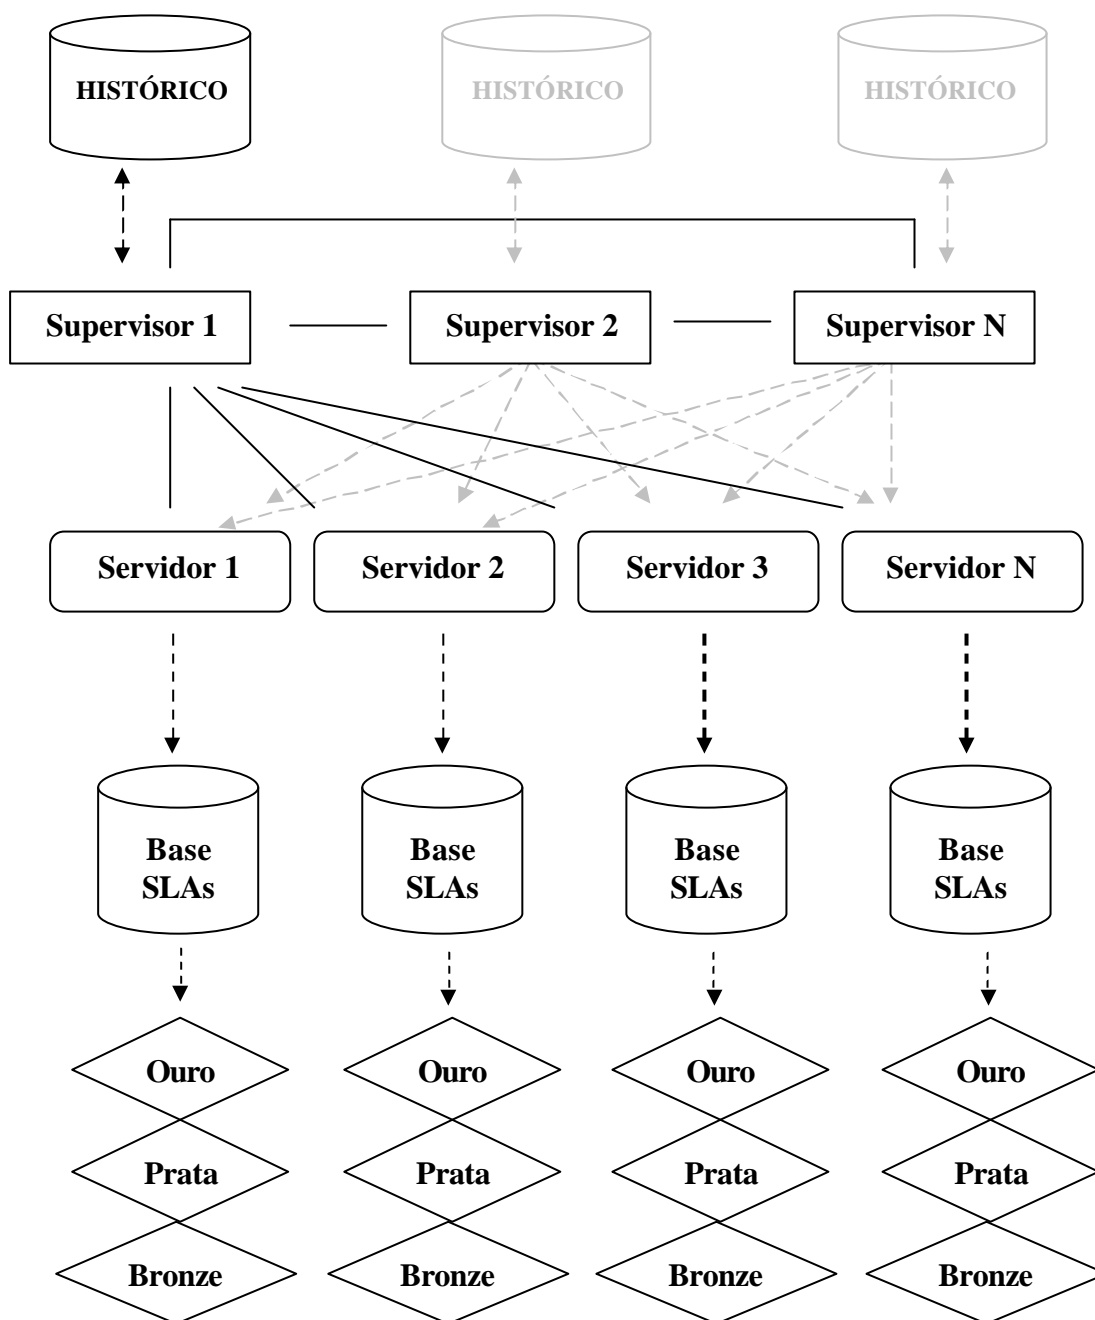 HISTÓRICO
HISTÓRICO
HISTÓRICO
Supervisor 1
Supervisor 2
Supervisor N
Servidor 1
Servidor 2
Servidor 3
Servidor N
Base
SLAs
Base
SLAs
Base
SLAs
Base
SLAs
Ouro
Ouro
Ouro
Ouro
Prata
Prata
Prata
Prata
Bronze
Bronze
Bronze
Bronze